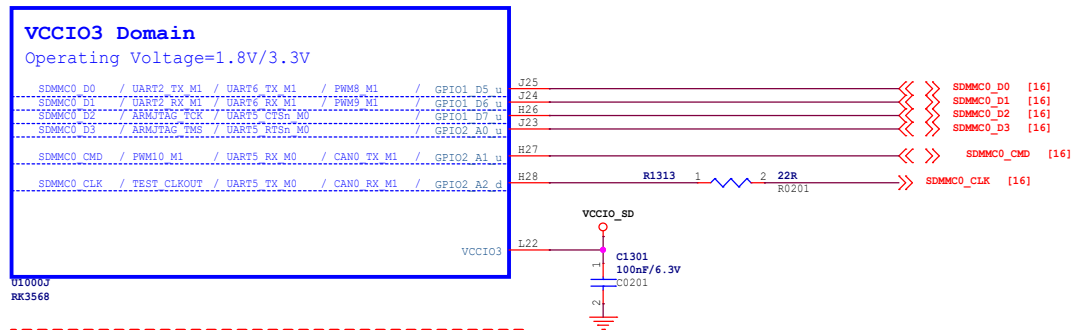 VCCIO3 Domain
Operating Voltage=1.8V/3.3V
SDMMC0_D0 / UART2_TX_M1 / UART6_TX_M1 / PWM8_M1 / GPIO1_D5_u J25 SDMMC0_D0 [16]
SDMMC0_D1 / UART2_RX_M1 / UART6_RX_M1 / PWM9_M1 / GPIO1_D6_u J24 SDMMC0_D1 [16]
SDMMC0_D2 / ARMJTAG_TCK / UART5_CTSn_M0 / GPIO1_D7_u H26 SDMMC0_D2 [16]
SDMMC0_D3 / ARMJTAG_TMS / UART5_RTSn_M0 / GPIO2_A0_u J23 SDMMC0_D3 [16]
SDMMC0_CMD / PWM10_M1 / UART5_RX_M0 / CAN0_TX_M1 / GPIO2_A1_u H27 SDMMC0_CMD [16]
SDMMC0_CLK / TEST_CLKOUT / UART5_TX_M0 / CAN0_RX_M1 / GPIO2_A2_d H28 R1313 1 2 22R SDMMC0_CLK [16]
R0201
VCCIO_SD
VCCIO3 L22
1 C1301
100nF/6.3V
C0201
2
U1000J
RK3568